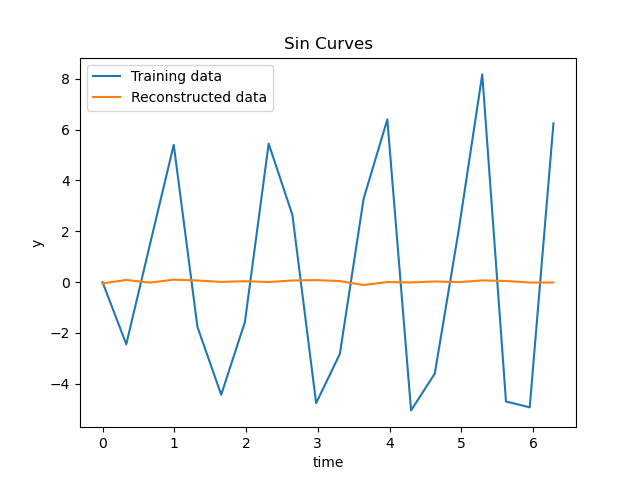 Sin Curves
Training data
Reconstructed data
8
6
4
2
0
−2
−4
y
0 1 2 3 4 5 6
time